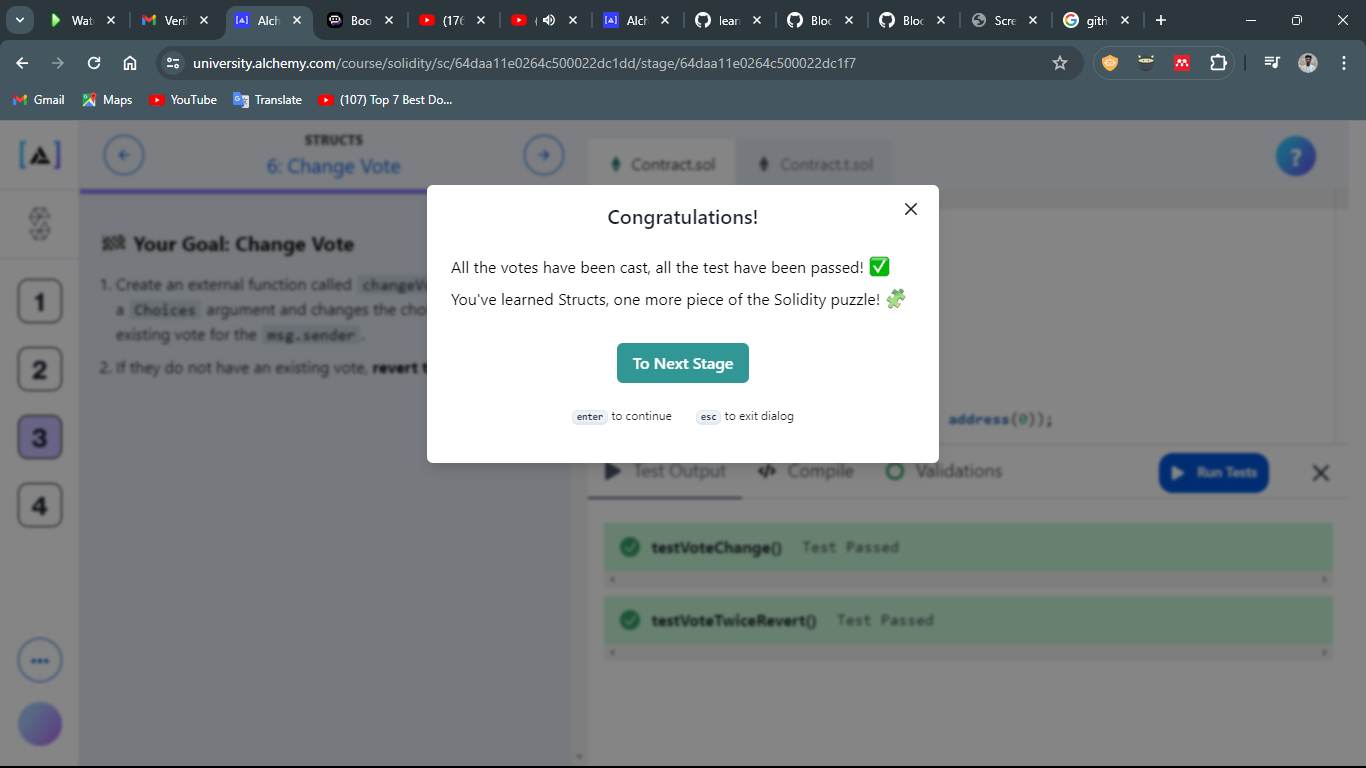 Wat
Veri
Alch
Boo
(176
(
Alch
lear
Bloc
Bloc
Scre
gith
university.alchemy.com/course/solidity/sc/64daa11e0264c500022dc1dd/stage/64daa11e0264c500022dc1f7
Gmail
Maps
YouTube
Translate
(107) Top 7 Best Do...
STRUCTS
6: Change Vote
Contract.sol
Contract.t.sol
?
1
2
3
4
Your Goal: Change Vote
1. Create an external function called changeV
a Choices argument and changes the cho
existing vote for the msg.sender.
2. If they do not have an existing vote, revert t
Congratulations!
All the votes have been cast, all the test have been passed!
You've learned Structs, one more piece of the Solidity puzzle!
To Next Stage
enter to continue
esc to exit dialog
address(0));
Test Output
Compile
Validations
Run Tests
testVoteChange() Test Passed
testVoteTwiceRevert() Test Passed